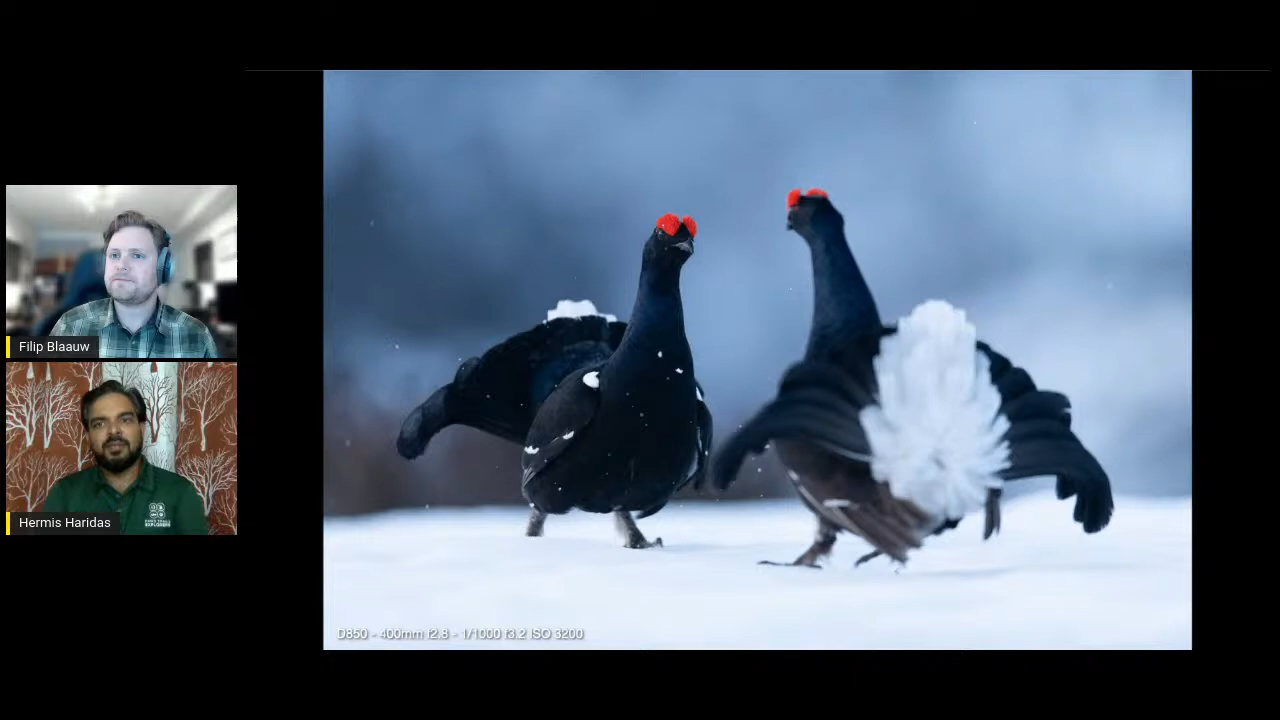 Filip Blaauw
Hermis Haridas
D850 - 400mm f2.8 - 1/1000 f3.2 ISO 3200